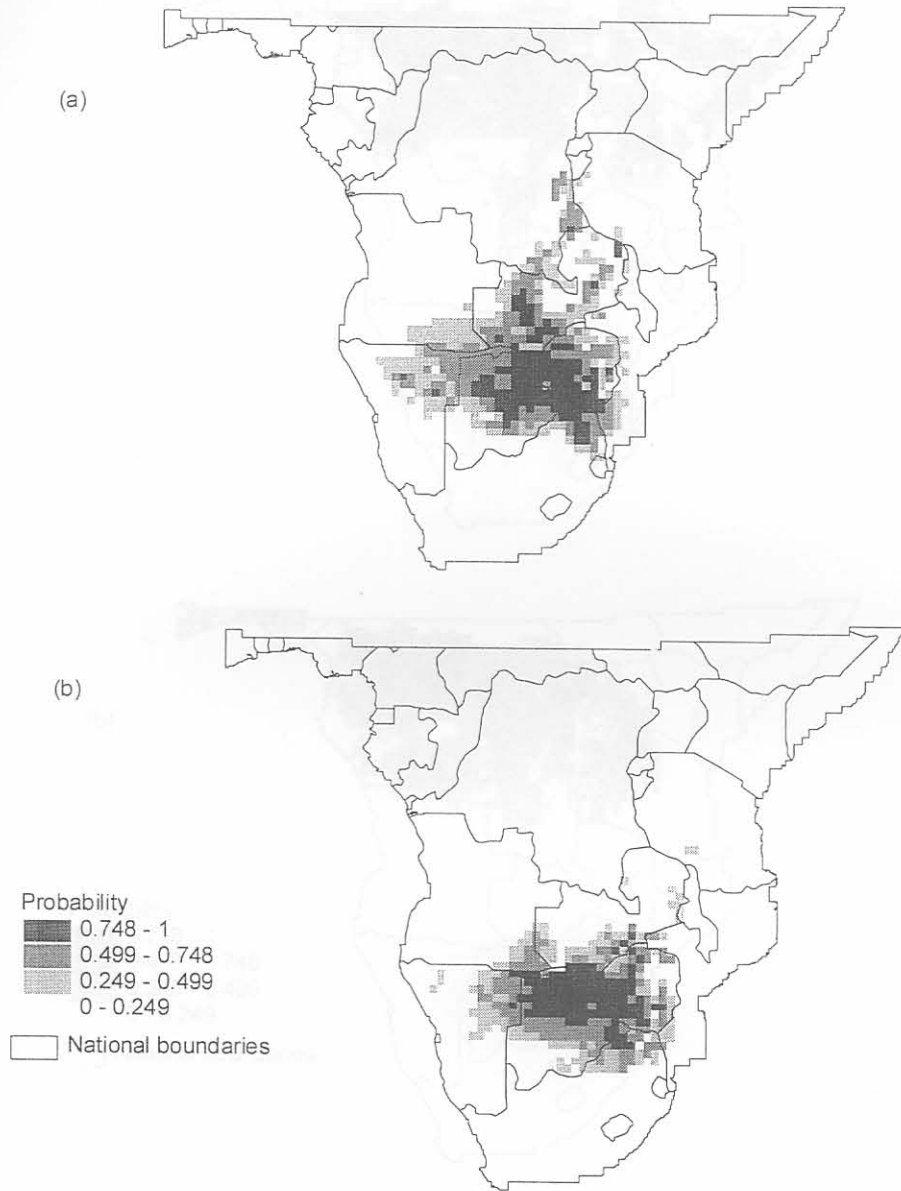 (a)
(b)
Probability
0.748 - 1
0.499 - 0.748
0.249 - 0.499
0 - 0.249
National boundaries